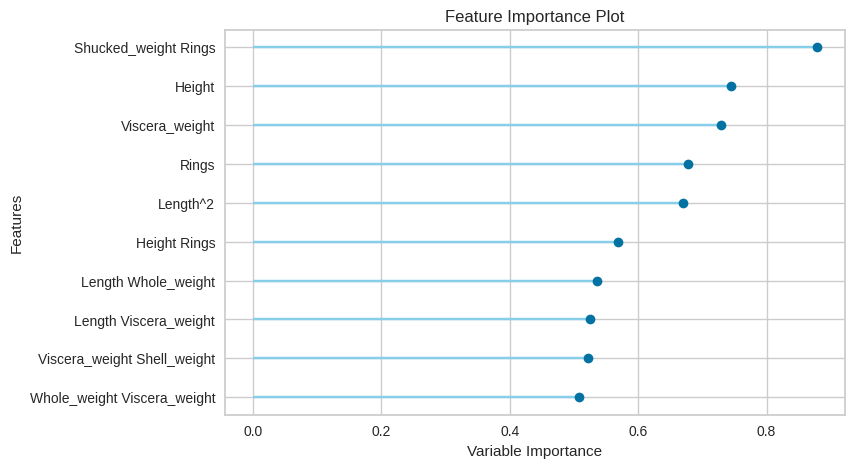 Feature Importance Plot
Shucked_weight Rings
Height
Viscera_weight
Rings
Length^2
Height Rings
Length Whole_weight
Length Viscera_weight
Viscera_weight Shell_weight
Whole_weight Viscera_weight
Features
0.0 0.2 0.4 0.6 0.8
Variable Importance